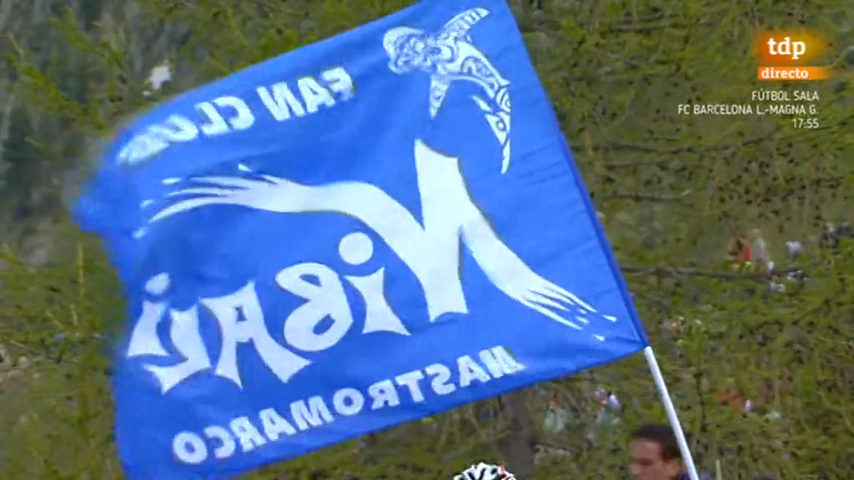 tdp
directo
FÚTBOL SALA
FC BARCELONA L.-MAGNA G.
17:55
FAN CLUB
NiBALi
MASTROMARCO